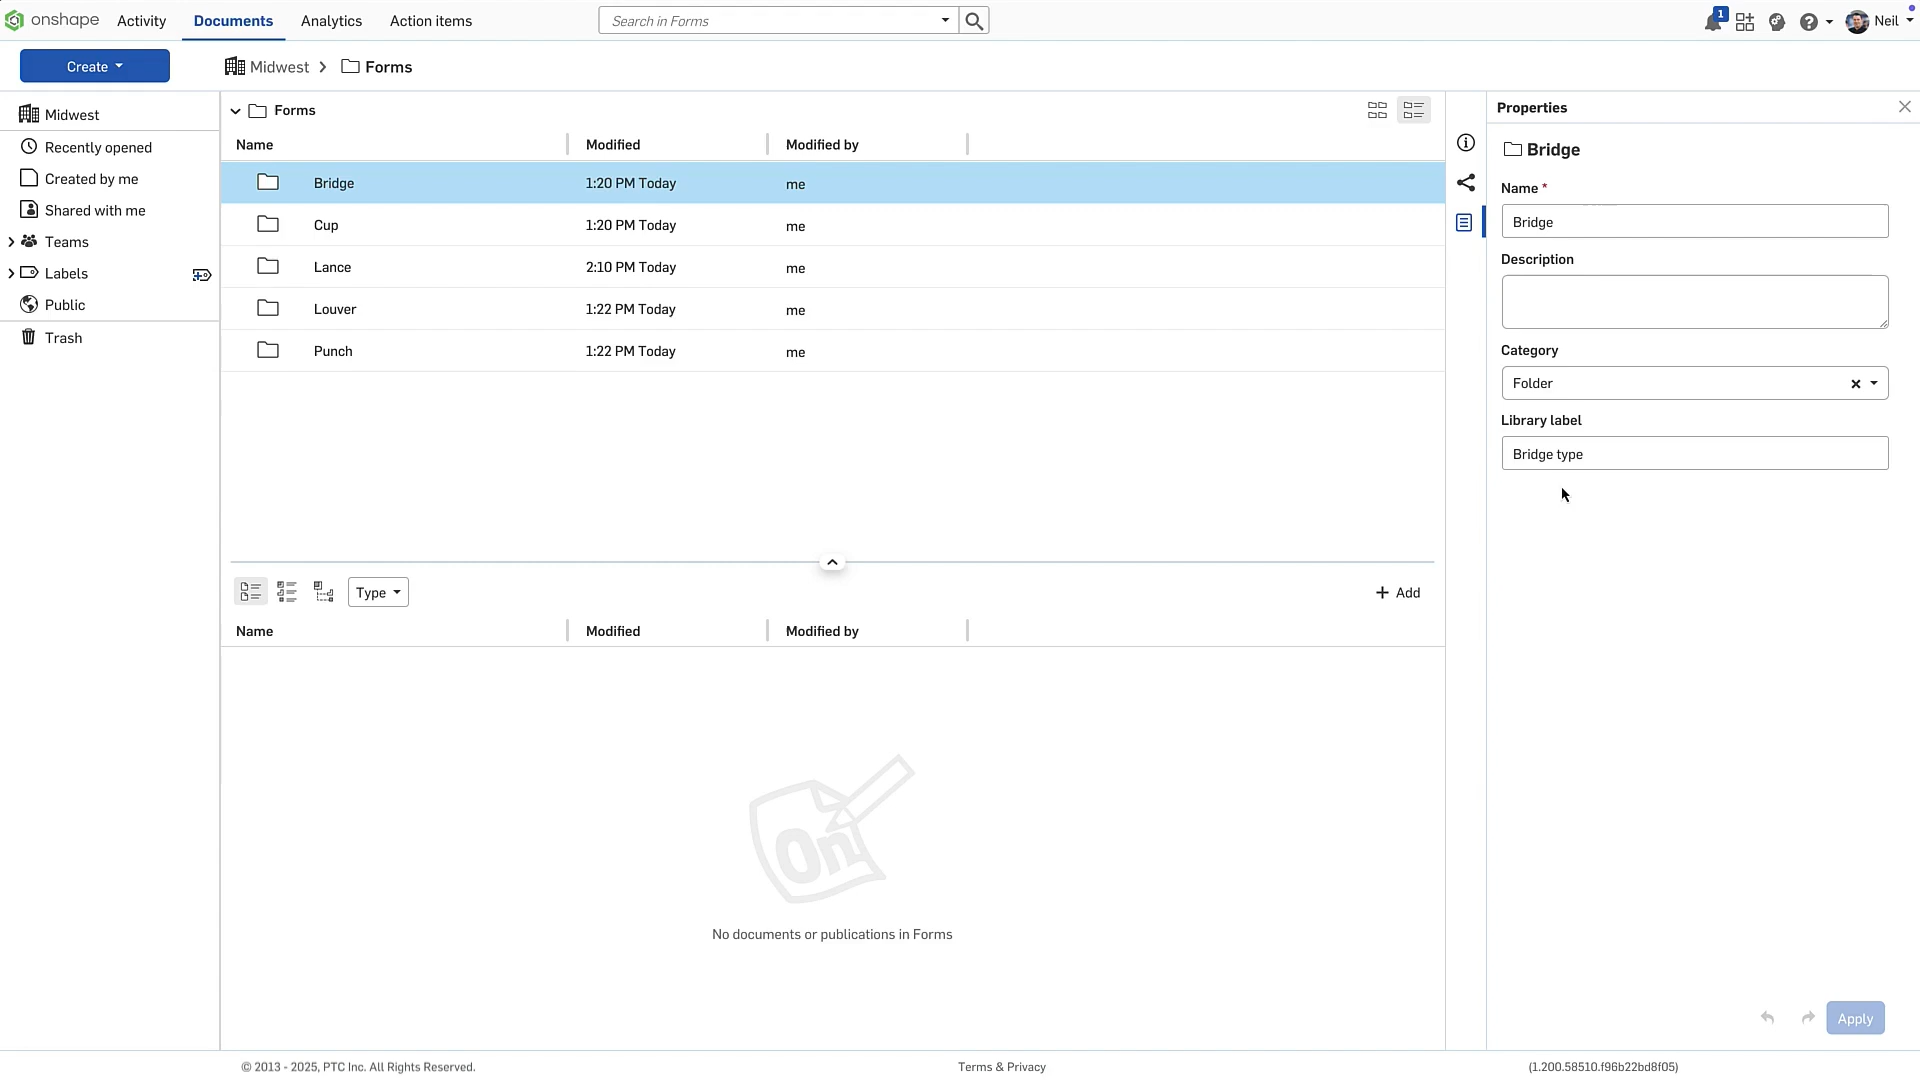 onshape Activity Documents Analytics Action items Search in Forms 1 Neil
Create Midwest Forms
Midwest
Recently opened
Created by me
Shared with me
Teams
Labels
Public
Trash
Forms
Name Modified Modified by
Bridge 1:20 PM Today me
Cup 1:20 PM Today me
Lance 2:10 PM Today me
Louver 1:22 PM Today me
Punch 1:22 PM Today me
Type Add
Name Modified Modified by
On
No documents or publications in Forms
Properties
Bridge
Name *
Bridge
Description
Category
Folder
Library label
Bridge type
Apply
© 2013 - 2025, PTC Inc. All Rights Reserved. Terms & Privacy (1.200.58510.f96b22bd8f05)